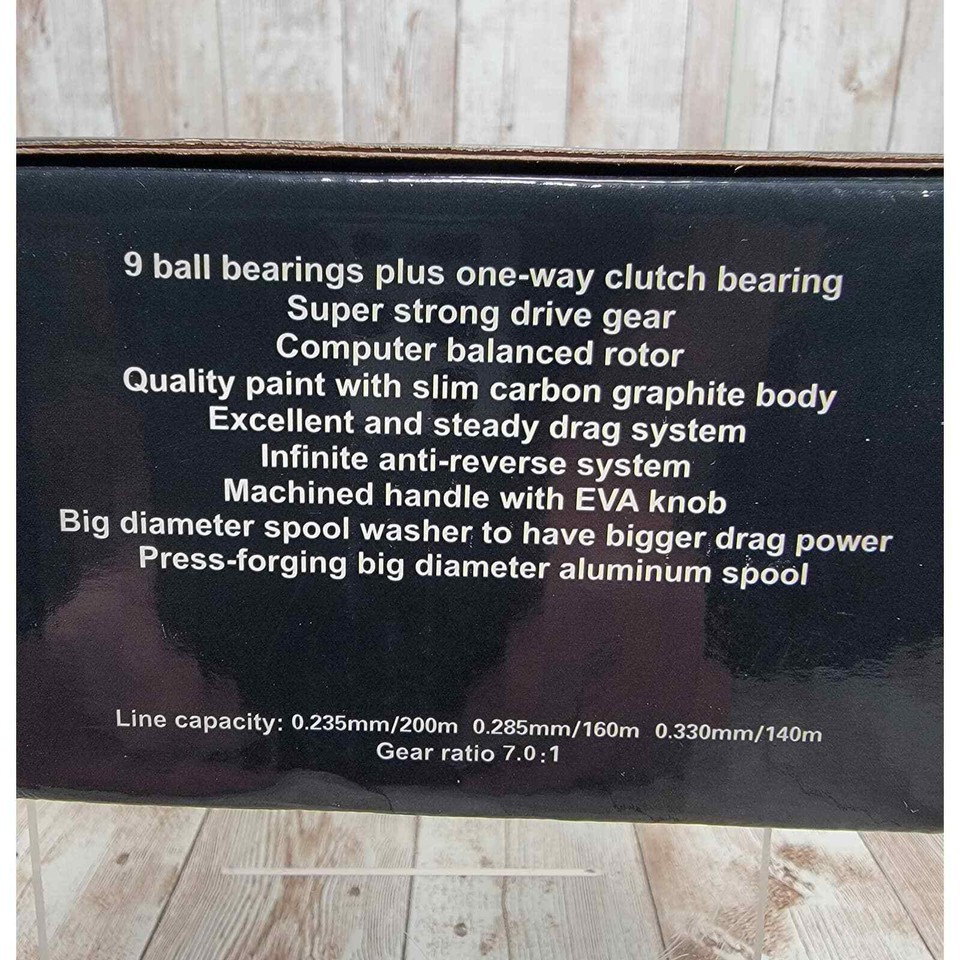 9 ball bearings plus one-way clutch bearing
Super strong drive gear
Computer balanced rotor
Quality paint with slim carbon graphite body
Excellent and steady drag system
Infinite anti-reverse system
Machined handle with EVA knob
Big diameter spool washer to have bigger drag power
Press-forging big diameter aluminum spool
Line capacity: 0.235mm/200m 0.285mm/160m 0.330mm/140m
Gear ratio 7.0:1